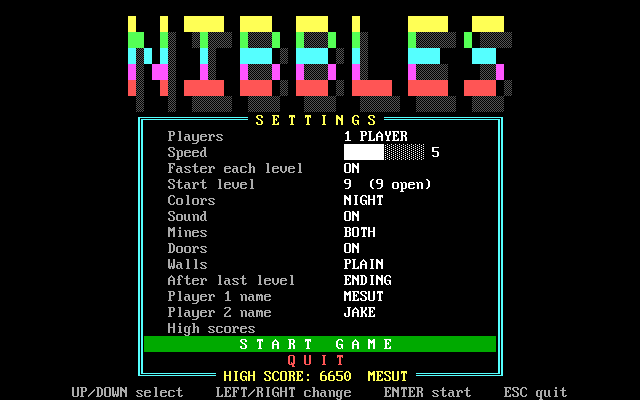 NIBBLES
SETTINGS
Players 1 PLAYER
Speed 5
Faster each level ON
Start level 9 (9 open)
Colors NIGHT
Sound ON
Mines BOTH
Doors ON
Walls PLAIN
After last level ENDING
Player 1 name MESUT
Player 2 name JAKE
High scores
START GAME
QUIT
HIGH SCORE: 6650 MESUT
UP/DOWN select LEFT/RIGHT change ENTER start ESC quit